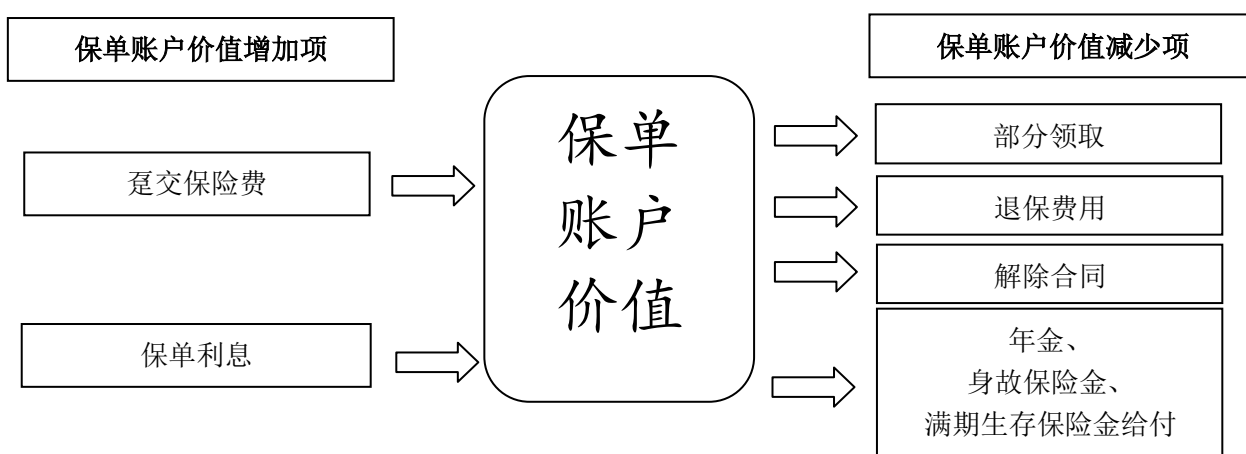 保单账户价值增加项
保单账户价值减少项
趸交保险费
保单利息
保单
账户
价值
部分领取
退保费用
解除合同
年金、
身故保险金、
满期生存保险金给付